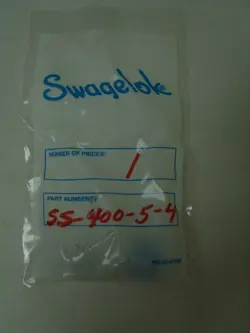 Swagelok
NUMBER OF PIECES:
1
PART NUMBER(S):
SS-400-5-4